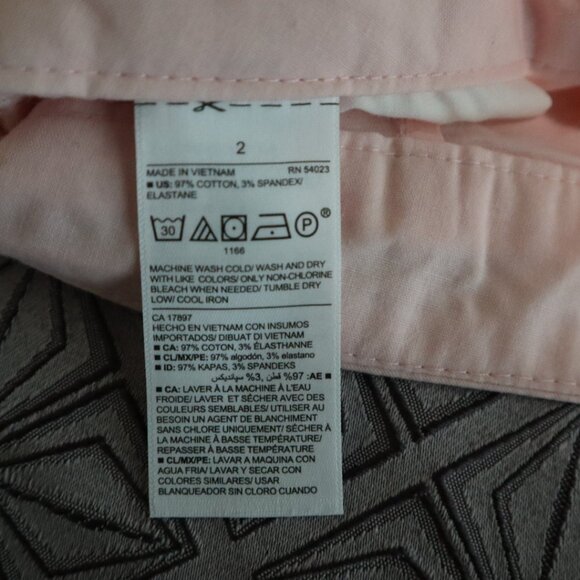 2
MADE IN VIETNAM RN 54023
■ US: 97% COTTON, 3% SPANDEX/
ELASTANE
30 P ®
1166
MACHINE WASH COLD/ WASH AND DRY
WITH LIKE COLORS/ ONLY NON-CHLORINE
BLEACH WHEN NEEDED/ TUMBLE DRY
LOW/ COOL IRON
CA 17897
HECHO EN VIETNAM CON INSUMOS
IMPORTADOS/ DIBUAT DI VIETNAM
■ CA: 97% COTON, 3% ÉLASTHANNE
■ CL/MX/PE: 97% algodón, 3% elastano
■ ID: 97% KAPAS, 3% SPANDEKS
■ AE: 97% قطن, 3% سپاندیکس
■ CA: LAVER À LA MACHINE À L'EAU
FROIDE/ LAVER ET SÉCHER AVEC DES
COULEURS SEMBLABLES/ UTILISER AU
BESOIN UN AGENT DE BLANCHIMENT
SANS CHLORE UNIQUEMENT/ SÉCHER À
LA MACHINE À BASSE TEMPÉRATURE/
REPASSER À BASSE TEMPÉRATURE
■ CL/MX/PE: LAVAR A MAQUINA CON
AGUA FRIA/ LAVAR Y SECAR CON
COLORES SIMILARES/ USAR
BLANQUEADOR SIN CLORO CUANDO